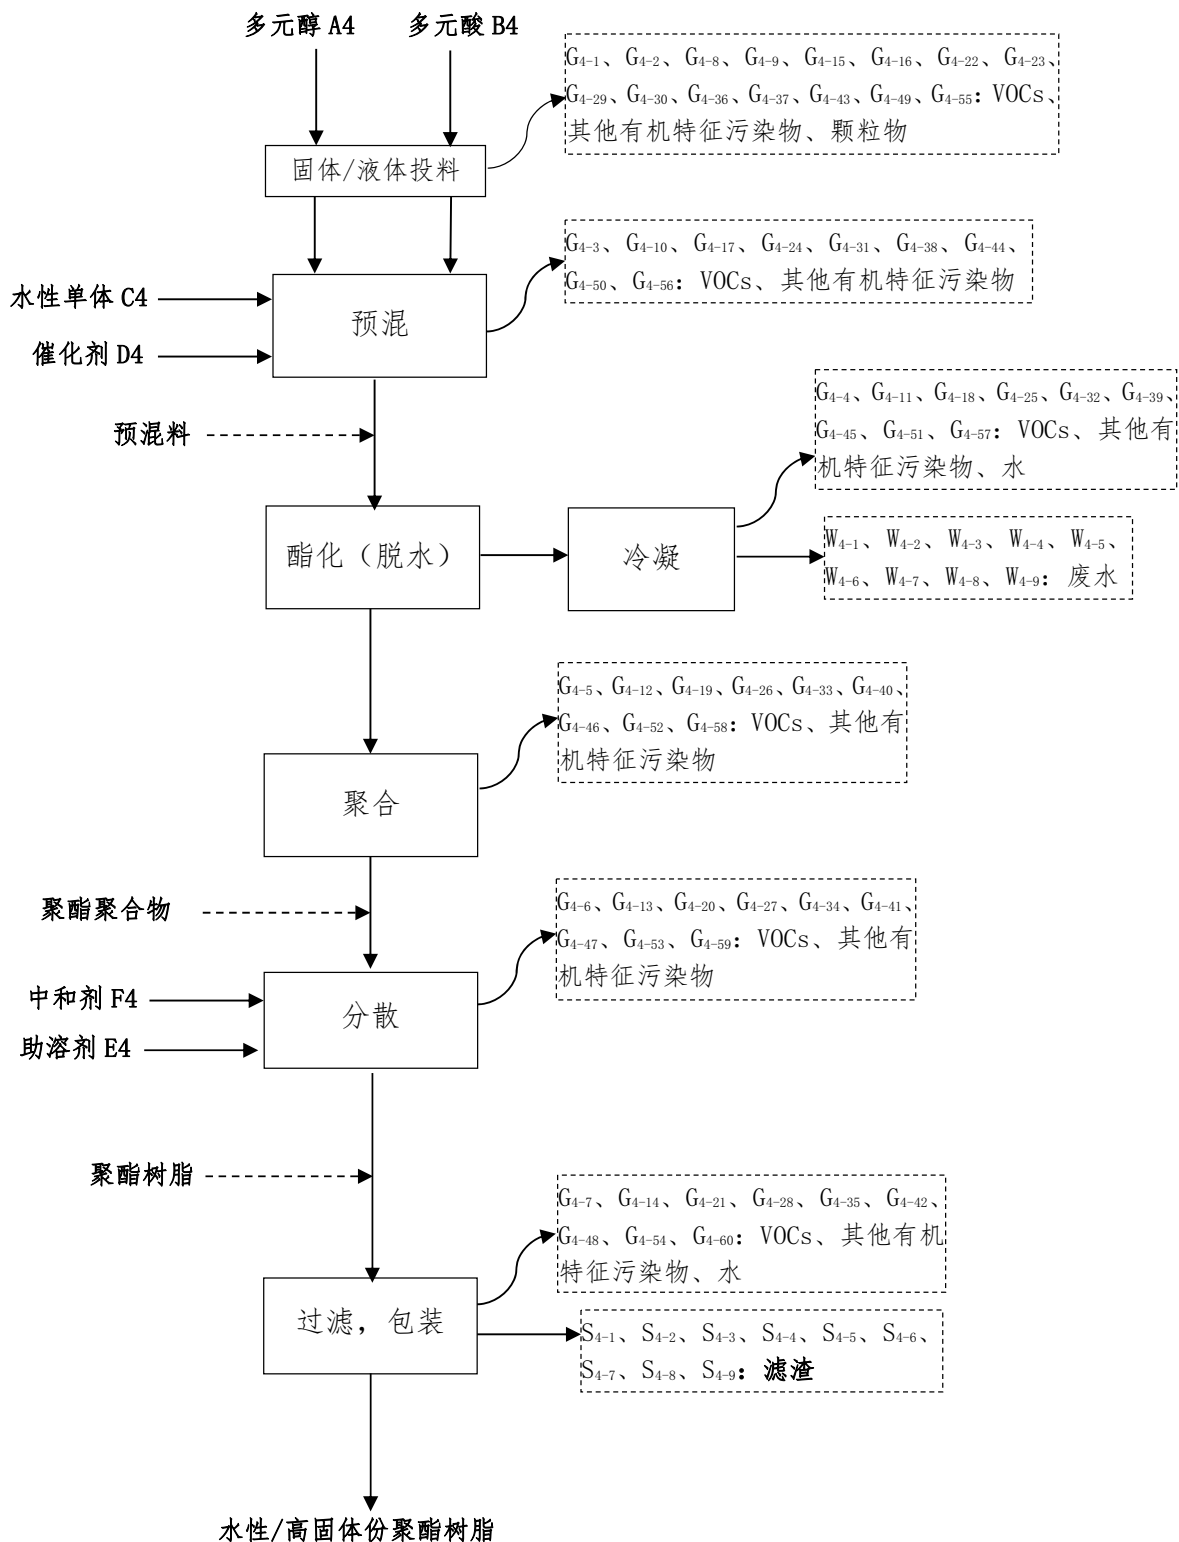 多元醇 A4
多元酸 B4
G4-1、G4-2、G4-8、G4-9、G4-15、G4-16、G4-22、G4-23、
G4-29、G4-30、G4-36、G4-37、G4-43、G4-49、G4-55：VOCs、
其他有机特征污染物、颗粒物
固体/液体投料
G4-3、G4-10、G4-17、G4-24、G4-31、G4-38、G4-44、
G4-50、G4-56：VOCs、其他有机特征污染物
水性单体 C4
预混
催化剂 D4
G4-4、G4-11、G4-18、G4-25、G4-32、G4-39、
G4-45、G4-51、G4-57：VOCs、其他有
机特征污染物、水
预混料
酯化（脱水）
冷凝
W4-1、W4-2、W4-3、W4-4、W4-5、
W4-6、W4-7、W4-8、W4-9：废水
G4-5、G4-12、G4-19、G4-26、G4-33、G4-40、
G4-46、G4-52、G4-58：VOCs、其他有
机特征污染物
聚合
聚酯聚合物
G4-6、G4-13、G4-20、G4-27、G4-34、G4-41、
G4-47、G4-53、G4-59：VOCs、其他有
机特征污染物
中和剂 F4
分散
助溶剂 E4
聚酯树脂
G4-7、G4-14、G4-21、G4-28、G4-35、G4-42、
G4-48、G4-54、G4-60：VOCs、其他有机
特征污染物、水
过滤，包装
S4-1、S4-2、S4-3、S4-4、S4-5、S4-6、
S4-7、S4-8、S4-9：滤渣
水性/高固体份聚酯树脂